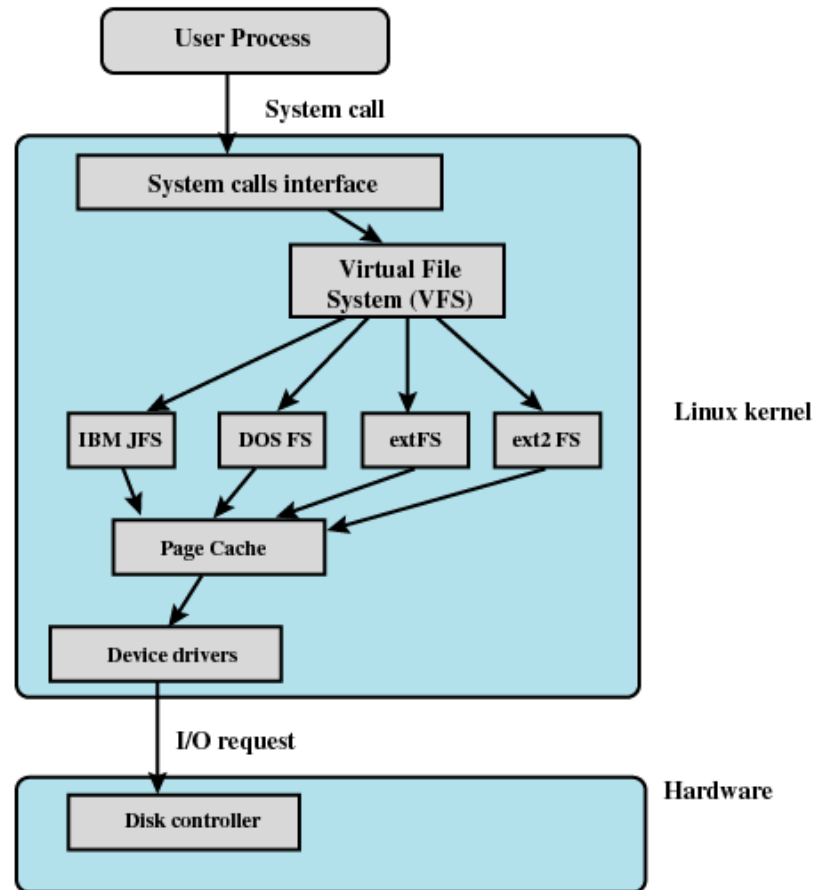 User Process
System call
System calls interface
Virtual File
System (VFS)
Linux kernel
IBM JFS
DOS FS
extFS
ext2 FS
Page Cache
Device drivers
I/O request
Hardware
Disk controller